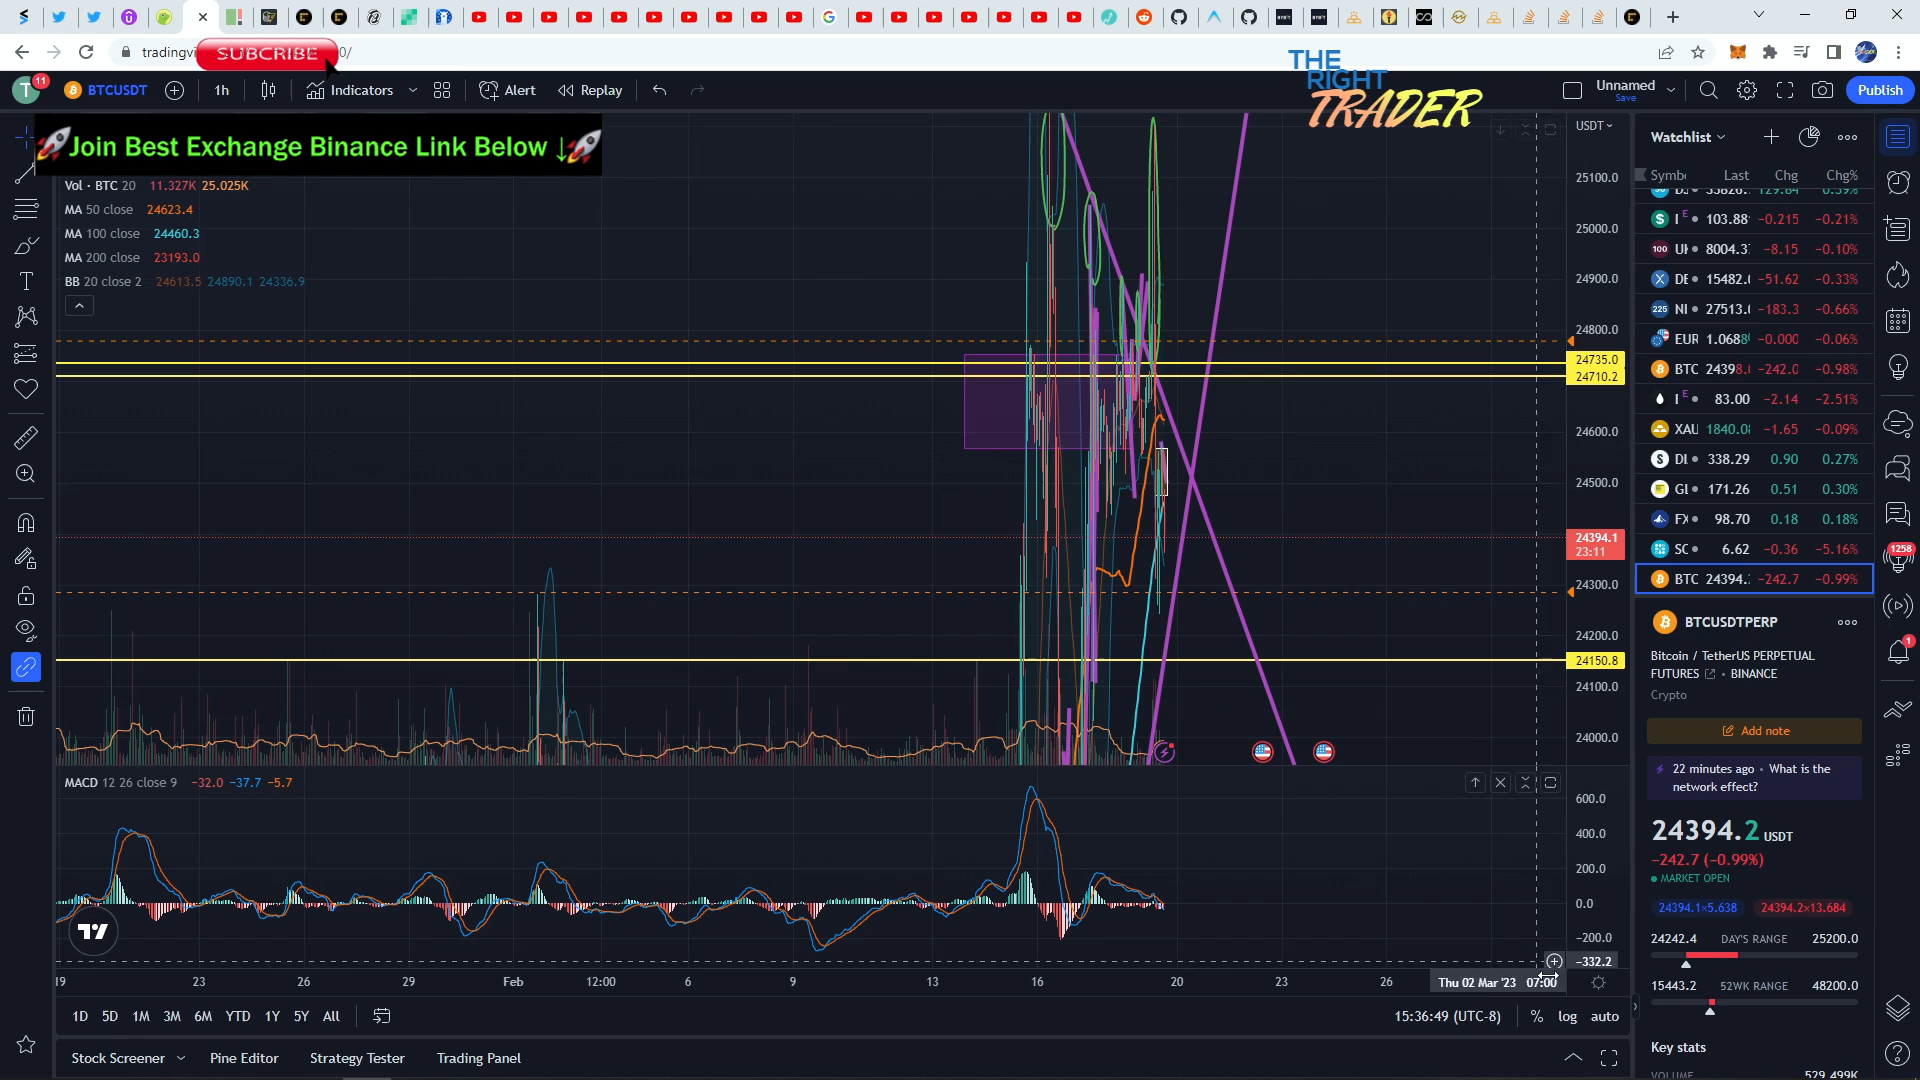 tradingvi
0/
SUBCRIBE
THE
RIGHT
TRADER
T
11
BTCUSDT
1h
Indicators
Alert
Replay
Unnamed
Save
Publish
🚀Join Best Exchange Binance Link Below ↓🚀
Vol · BTC 20 11.327K 25.025K
MA 50 close 24623.4
MA 100 close 24460.3
MA 200 close 23193.0
BB 20 close 2 24613.5 24890.1 24336.9
USDT
25100.0
25000.0
24900.0
24800.0
24735.0
24710.2
24600.0
24500.0
24394.1
23:11
24300.0
24200.0
24150.8
24100.0
24000.0
MACD 12 26 close 9 −32.0 −37.7 −5.7
600.0
400.0
200.0
0.0
−200.0
−332.2
19 23 26 29 Feb 12:00 6 9 13 16 20 23 26 Thu 02 Mar '23 07:00
1D 5D 1M 3M 6M YTD 1Y 5Y All
15:36:49 (UTC-8) % log auto
Stock Screener Pine Editor Strategy Tester Trading Panel
Watchlist
Symb Last Chg Chg%
103.88 −0.215 −0.21%
100 8004.3 −8.15 −0.10%
15482. −51.62 −0.33%
225 NI 27513. −183.3 −0.66%
EUR 1.0688 −0.000 −0.06%
BTC 24398. −242.0 −0.98%
83.00 −2.14 −2.51%
XAU 1840.0 −1.65 −0.09%
338.29 0.90 0.27%
171.26 0.51 0.30%
98.70 0.18 0.18%
SC 6.62 −0.36 −5.16%
BTC 24394. −242.7 −0.99%
BTCUSDTPERP
Bitcoin / TetherUS PERPETUAL
FUTURES • BINANCE
Crypto
Add note
22 minutes ago • What is the
network effect?
24394.2 USDT
−242.7 (−0.99%)
MARKET OPEN
24394.1×5.638 24394.2×13.684
24242.4 DAY'S RANGE 25200.0
15443.2 52WK RANGE 48200.0
Key stats
VOLUME 529.499K
1258
1